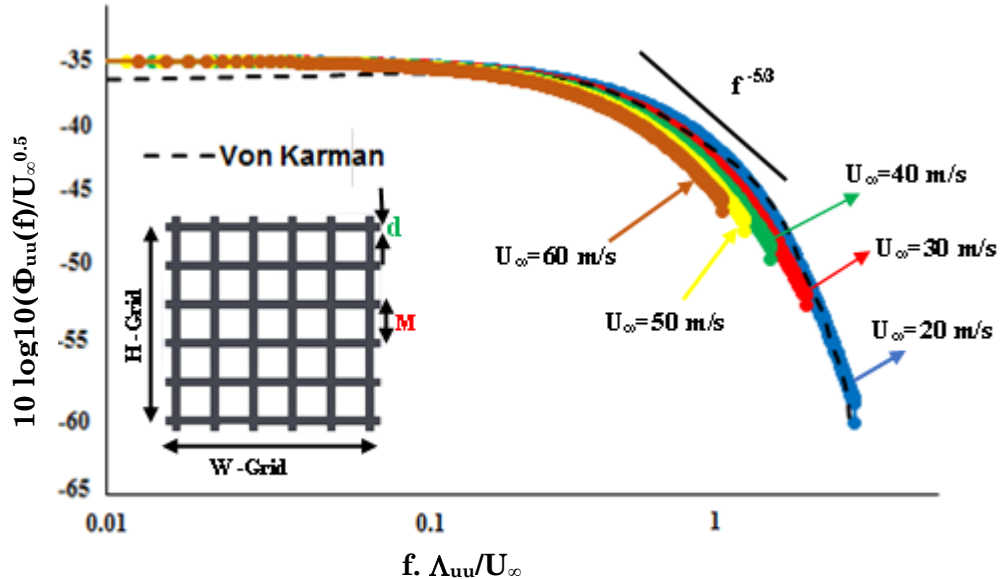 10 log10(Φuu(f)/U∞^0.5
-35
-40
-45
-50
-55
-60
-65
0.01
0.1
1
f. Λuu/U∞
Von Karman
f^-5/3
U∞=40 m/s
U∞=30 m/s
U∞=20 m/s
U∞=60 m/s
U∞=50 m/s
d
M
H-Grid
W-Grid